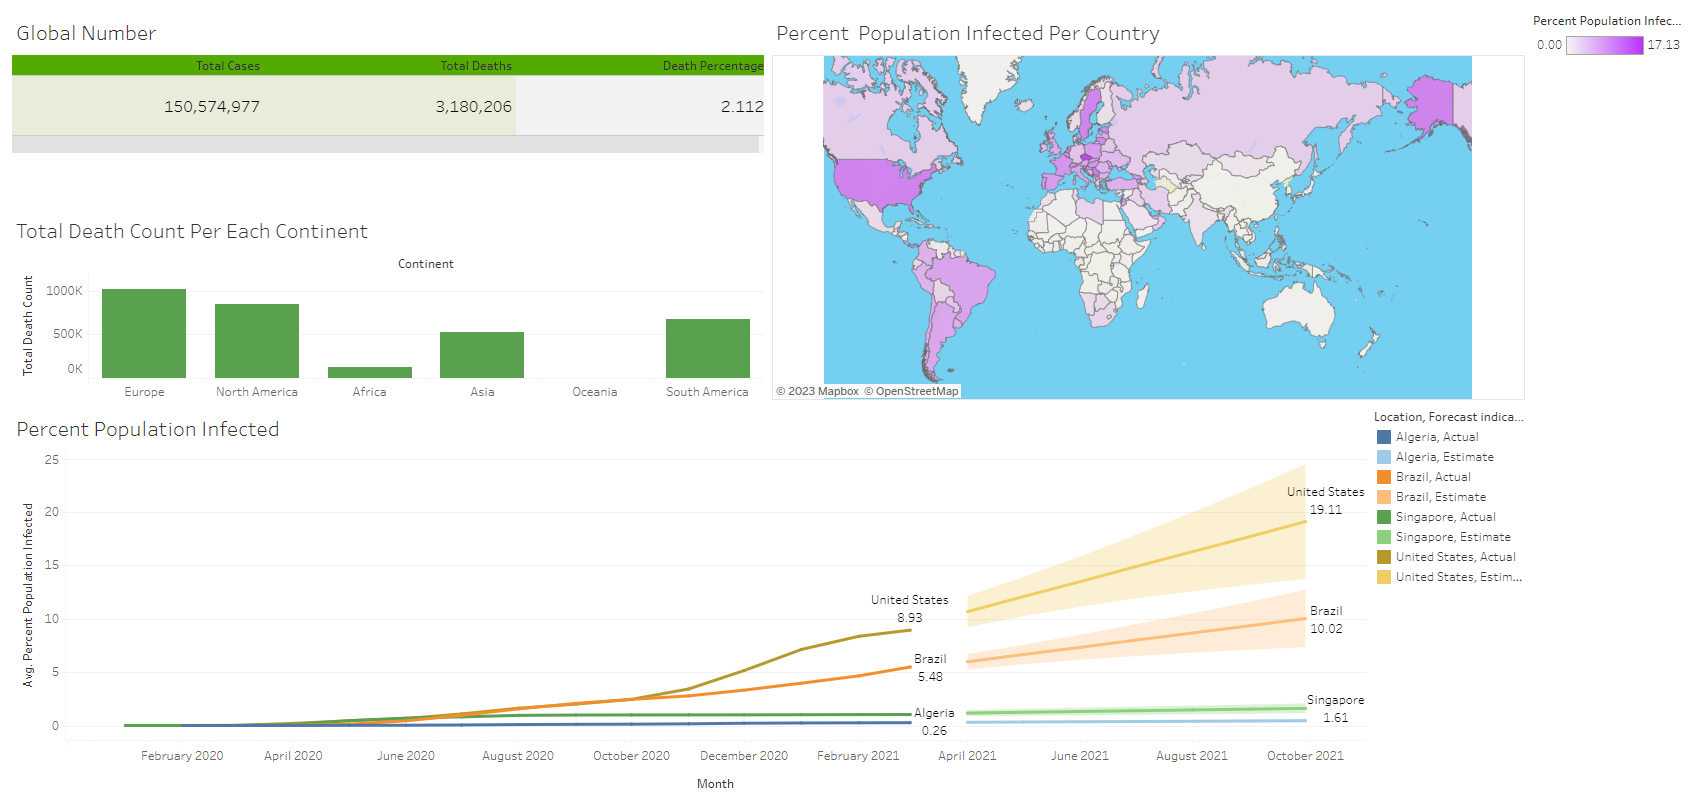 Global Number
Total Cases Total Deaths Death Percentage
150,574,977 3,180,206 2.112
Percent Population Infected Per Country
Percent Population Infec...
0.00 17.13
© 2023 Mapbox © OpenStreetMap
Total Death Count Per Each Continent
Continent
Total Death Count
1000K
500K
0K
Europe North America Africa Asia Oceania South America
Percent Population Infected
Avg. Percent Population Infected
25
20
15
10
5
0
United States
19.11
United States
8.93
Brazil
10.02
Brazil
5.48
Singapore
1.61
Algeria
0.26
February 2020 April 2020 June 2020 August 2020 October 2020 December 2020 February 2021 April 2021 June 2021 August 2021 October 2021
Month
Location, Forecast indica...
Algeria, Actual
Algeria, Estimate
Brazil, Actual
Brazil, Estimate
Singapore, Actual
Singapore, Estimate
United States, Actual
United States, Estim...